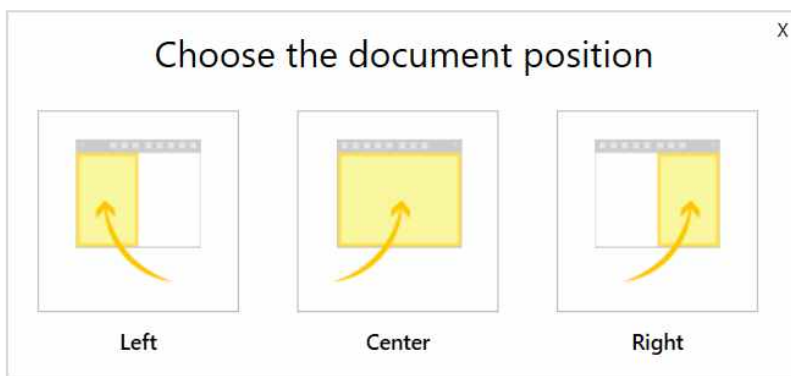 X
Choose the document position
Left
Center
Right